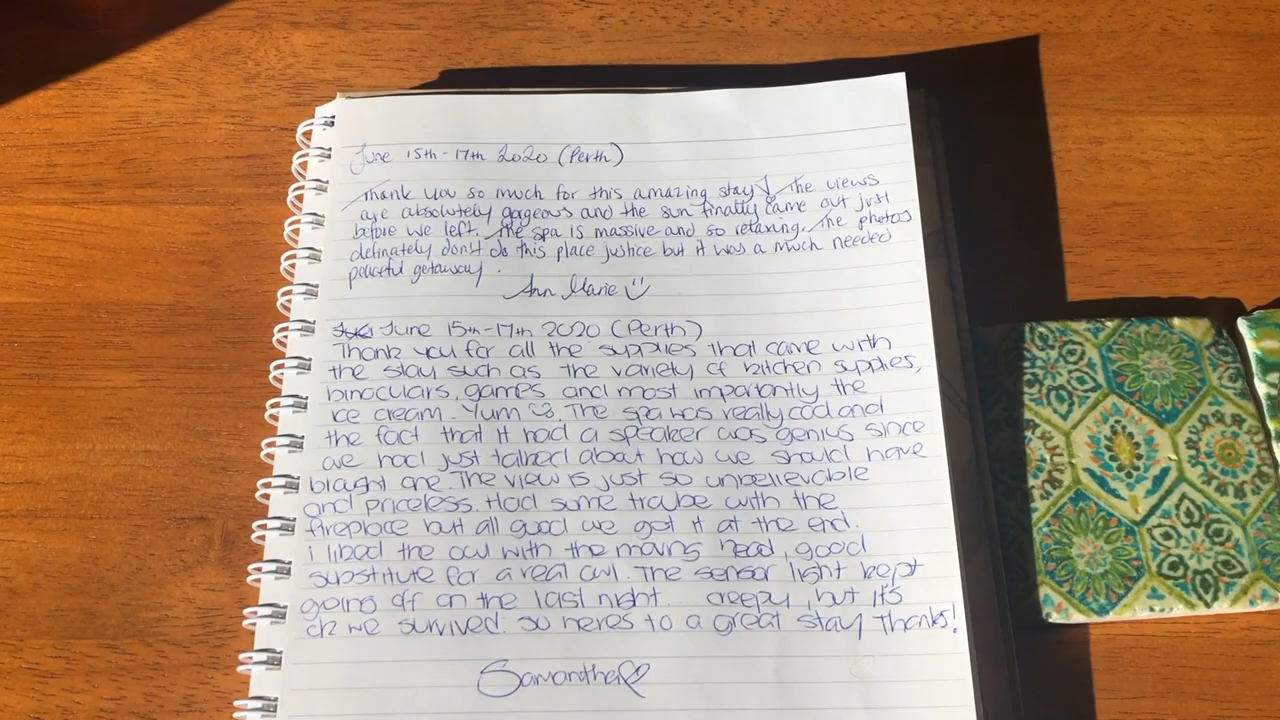 June 15th-17th 2020 (Perth)
Thank you so much for this amazing stay! The views
are absolutely gorgeous and the sun finally came out just
before we left. The spa is massive and so relaxing. The photos
definately don't do this place justice but it was a much needed
peaceful getaway.
Ann Marie :)
June 15th-17th 2020 (Perth)
Thank you for all the supplies that came with
the stay such as the variety of kitchen supplies,
binoculars, games and most importantly the
ice cream. Yum :). The spa was really cool and
the fact that it had a speaker was genius since
we had just talked about how we should have
brought one. The view is just so unbelievable
and priceless. Had some trouble with the
fireplace but all good we got it at the end.
i liked the owl with the moving head, good
substitute for a real owl. The sensor light kept
going off on the last night. creepy, but it's
ok we survived. So heres to a great stay Thanks!
Samantha ♡